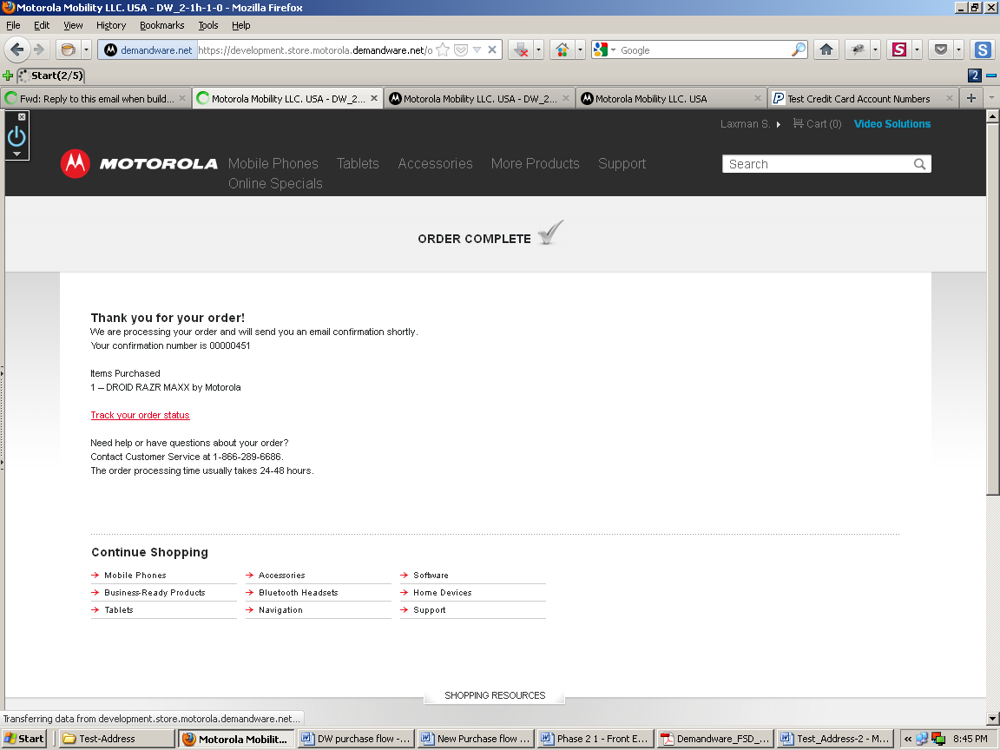 Motorola Mobility LLC. USA - DW_2-1h-1-0 - Mozilla Firefox
File Edit View History Bookmarks Tools Help
demandware.net https://development.store.motorola.demandware.net/o Google S S
Start(2/5) 2
Fwd: Reply to this email when build... Motorola Mobility LLC. USA - DW_2... Motorola Mobility LLC. USA - DW_2... Motorola Mobility LLC. USA Test Credit Card Account Numbers
Laxman S. Cart (0) Video Solutions
MOTOROLA Mobile Phones Tablets Accessories More Products Support Search
Online Specials
ORDER COMPLETE
Thank you for your order!
We are processing your order and will send you an email confirmation shortly.
Your confirmation number is 00000451
Items Purchased
1 – DROID RAZR MAXX by Motorola
Track your order status
Need help or have questions about your order?
Contact Customer Service at 1-866-289-6686.
The order processing time usually takes 24-48 hours.
Continue Shopping
Mobile Phones Accessories Software
Business-Ready Products Bluetooth Headsets Home Devices
Tablets Navigation Support
SHOPPING RESOURCES
Transferring data from development.store.motorola.demandware.net...
Start Test-Address Motorola Mobilit... DW purchase flow -... New Purchase flow ... Phase 2 1 - Front E... Demandware_FSD_... Test_Address-2 - M... « 8:45 PM